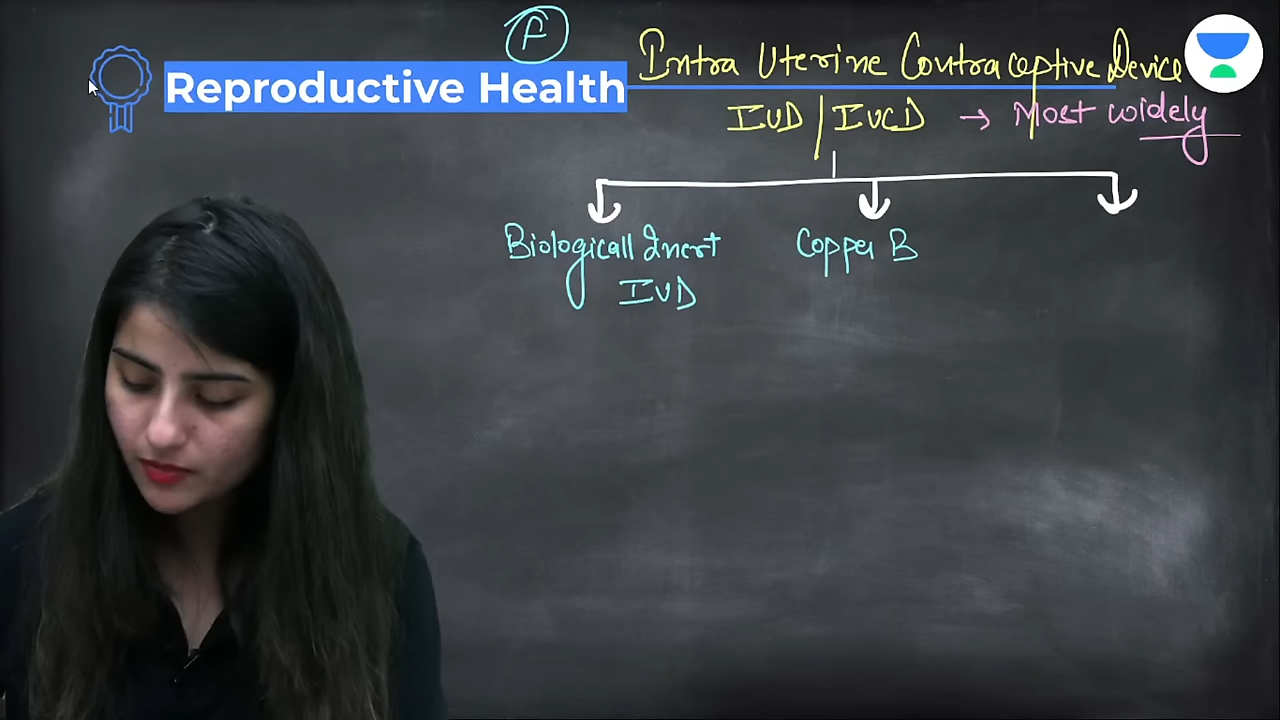 F
Reproductive Health
Intra Uterine Contraceptive Device
IUD / IUCD → Most widely
Biologicall Inert
IUD
Copper B